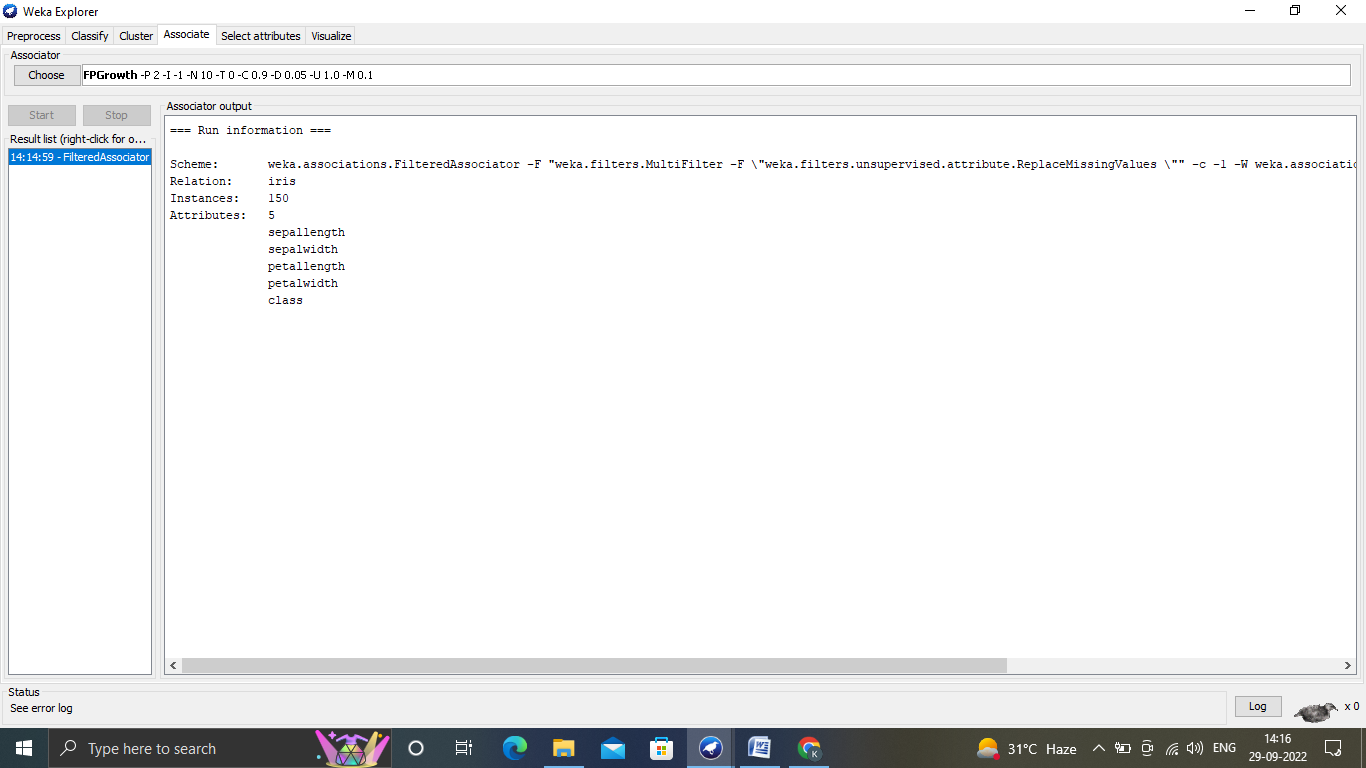 Weka Explorer
Preprocess Classify Cluster Associate Select attributes Visualize
Associator
Choose FPGrowth -P 2 -I -1 -N 10 -T 0 -C 0.9 -D 0.05 -U 1.0 -M 0.1
Start Stop
Result list (right-click for o...
14:14:59 - FilteredAssociator
Associator output
=== Run information ===
Scheme: weka.associations.FilteredAssociator -F "weka.filters.MultiFilter -F \"weka.filters.unsupervised.attribute.ReplaceMissingValues \"" -c -1 -W weka.associatio
Relation: iris
Instances: 150
Attributes: 5
sepallength
sepalwidth
petallength
petalwidth
class
Status
See error log
Log
x 0
Type here to search
31°C Haze
ENG
14:16
29-09-2022
K